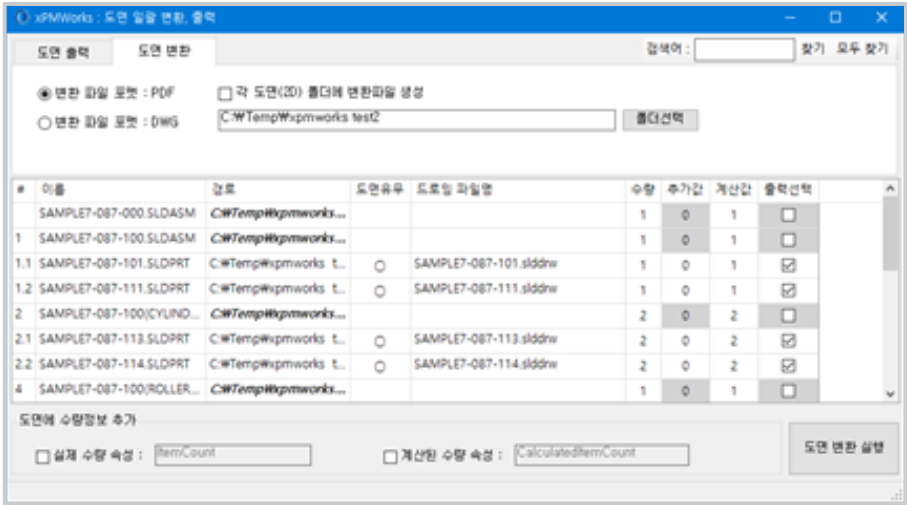 xPMWorks : 도면 일괄 변환, 출력
도면 출력 도면 변환 검색어 : 찾기 모두 찾기
변환 파일 포멧 : PDF 각 도면(2D) 폴더에 변환파일 생성
변환 파일 포멧 : DWG C:₩Temp₩xpmworks test2 폴더선택
# 이름 경로 도면유무 드로잉 파일명 수량 추가값 계산값 출력선택
SAMPLE7-087-000.SLDASM C:₩Temp₩xpmworks... 1 0 1
1 SAMPLE7-087-100.SLDASM C:₩Temp₩xpmworks... 1 0 1
1.1 SAMPLE7-087-101.SLDPRT C:₩Temp₩xpmworks t... O SAMPLE7-087-101.slddrw 1 0 1
1.2 SAMPLE7-087-111.SLDPRT C:₩Temp₩xpmworks t... O SAMPLE7-087-111.slddrw 1 0 1
2 SAMPLE7-087-100(CYLIND... C:₩Temp₩xpmworks... 2 0 2
2.1 SAMPLE7-087-113.SLDPRT C:₩Temp₩xpmworks t... O SAMPLE7-087-113.slddrw 2 0 2
2.2 SAMPLE7-087-114.SLDPRT C:₩Temp₩xpmworks t... O SAMPLE7-087-114.slddrw 2 0 2
4 SAMPLE7-087-100(ROLLER... C:₩Temp₩xpmworks... 1 0 1
도면에 수량정보 추가
실제 수량 속성 : ItemCount 계산된 수량 속성 : CalculatedItemCount 도면 변환 실행